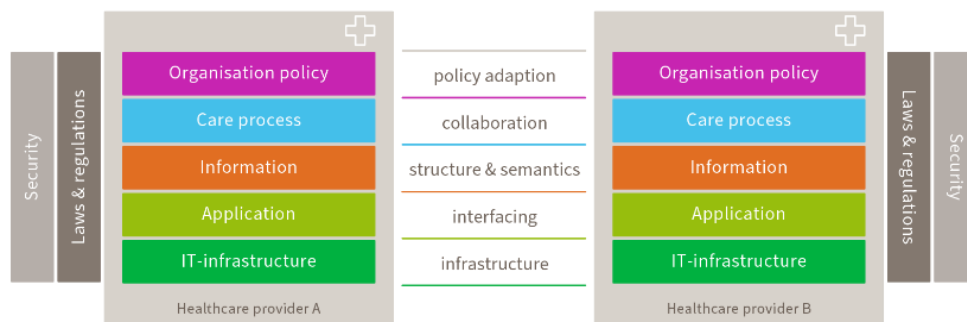 Security
Laws & regulations
Organisation policy
Care process
Information
Application
IT-infrastructure
Healthcare provider A
policy adaption
collaboration
structure & semantics
interfacing
infrastructure
Organisation policy
Care process
Information
Application
IT-infrastructure
Healthcare provider B
Laws & regulations
Security